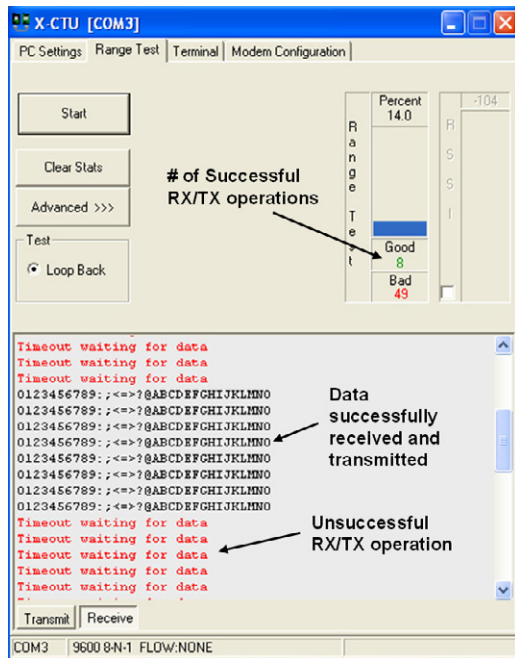 X-CTU [COM3]
PC Settings Range Test Terminal Modem Configuration
Start
Clear Stats
Advanced >>>
Test
Loop Back
# of Successful
RX/TX operations
Range Test
Percent
14.0
Good
8
Bad
49
-104
RSSI
Timeout waiting for data
Timeout waiting for data
Timeout waiting for data
0123456789:;<=>?@ABCDEFGHIJKLMNO
0123456789:;<=>?@ABCDEFGHIJKLMNO
0123456789:;<=>?@ABCDEFGHIJKLMNO
0123456789:;<=>?@ABCDEFGHIJKLMNO
0123456789:;<=>?@ABCDEFGHIJKLMNO
0123456789:;<=>?@ABCDEFGHIJKLMNO
0123456789:;<=>?@ABCDEFGHIJKLMNO
0123456789:;<=>?@ABCDEFGHIJKLMNO
Timeout waiting for data
Timeout waiting for data
Timeout waiting for data
Timeout waiting for data
Timeout waiting for data
Data
successfully
received and
transmitted
Unsuccessful
RX/TX operation
Transmit Receive
COM3 9600 8-N-1 FLOW:NONE